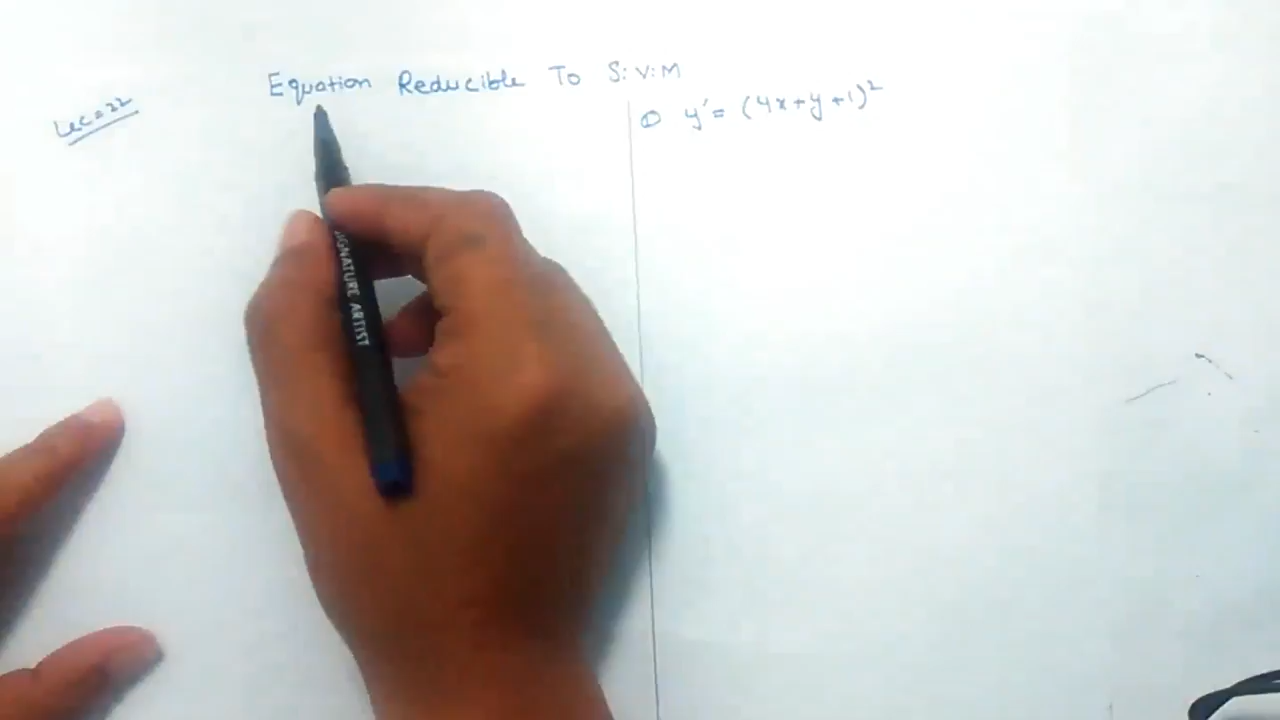 Lec=22
Equation Reducible To S.V.M
① y′= (4x+y+1)²
SIGNATURE ARTIST